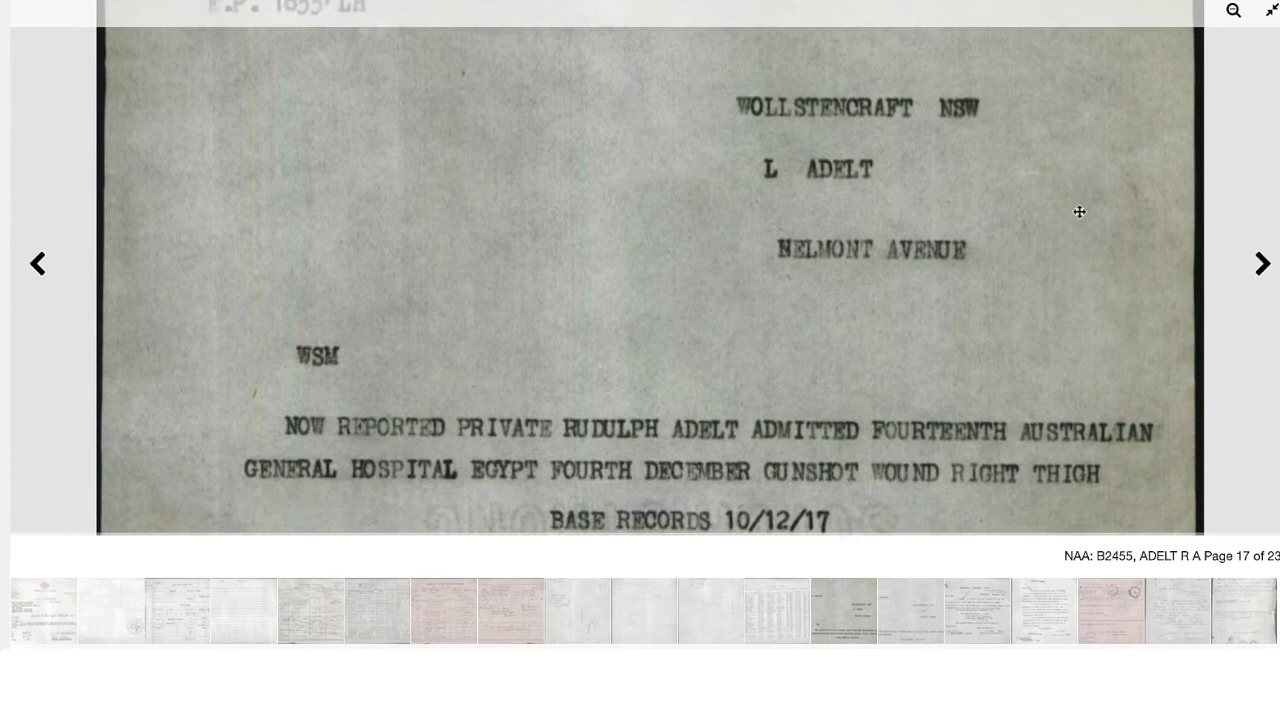 WOLLSTENCRAFT NSW
L ADELT
BELMONT AVENUE
WSM
NOW REPORTED PRIVATE RUDULPH ADELT ADMITTED FOURTEENTH AUSTRALIAN
GENERAL HOSPITAL EGYPT FOURTH DECEMBER GUNSHOT WOUND RIGHT THIGH
BASE RECORDS 10/12/17
NAA: B2455, ADELT R A Page 17 of 23